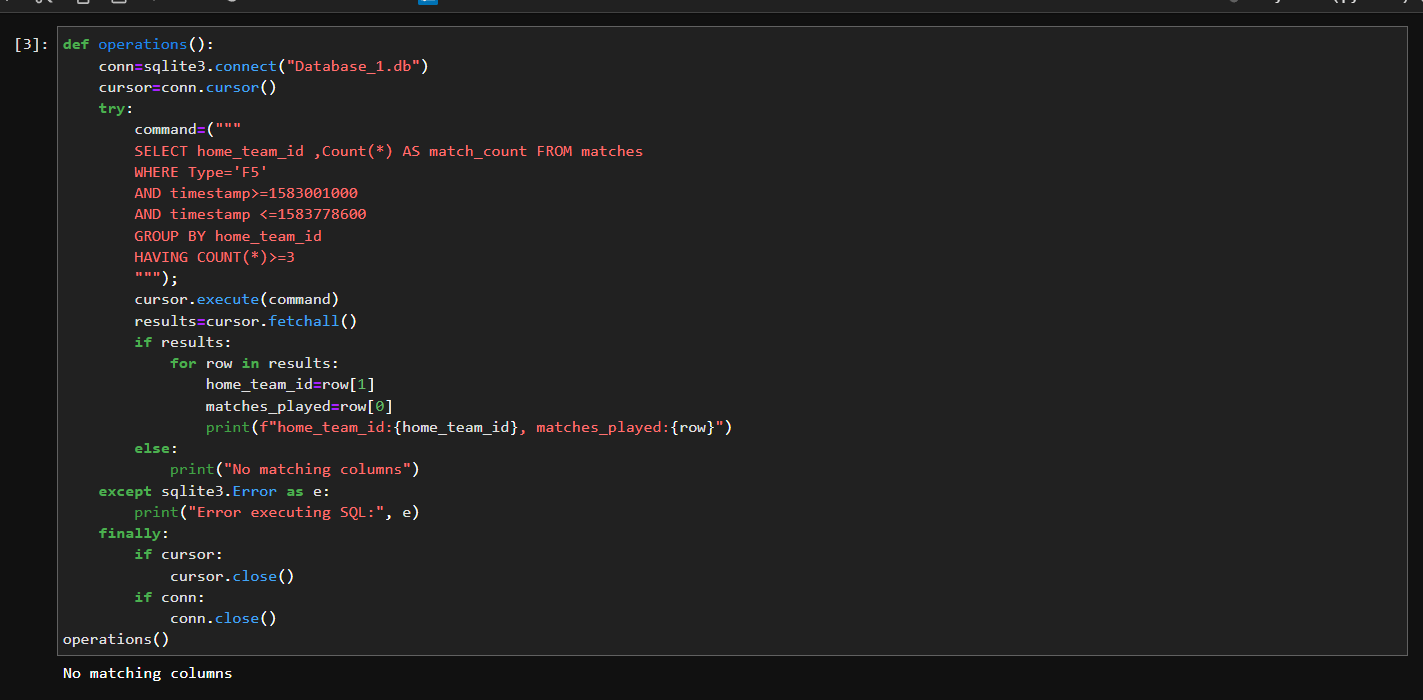 [3]: def operations():
    conn=sqlite3.connect("Database_1.db")
    cursor=conn.cursor()
    try:
        command=("""
        SELECT home_team_id ,Count(*) AS match_count FROM matches
        WHERE Type='F5'
        AND timestamp>=1583001000
        AND timestamp <=1583778600
        GROUP BY home_team_id
        HAVING COUNT(*)>=3
        """);
        cursor.execute(command)
        results=cursor.fetchall()
        if results:
            for row in results:
                home_team_id=row[1]
                matches_played=row[0]
                print(f"home_team_id:{home_team_id}, matches_played:{row}")
        else:
            print("No matching columns")
    except sqlite3.Error as e:
        print("Error executing SQL:", e)
    finally:
        if cursor:
            cursor.close()
        if conn:
            conn.close()
operations()
No matching columns